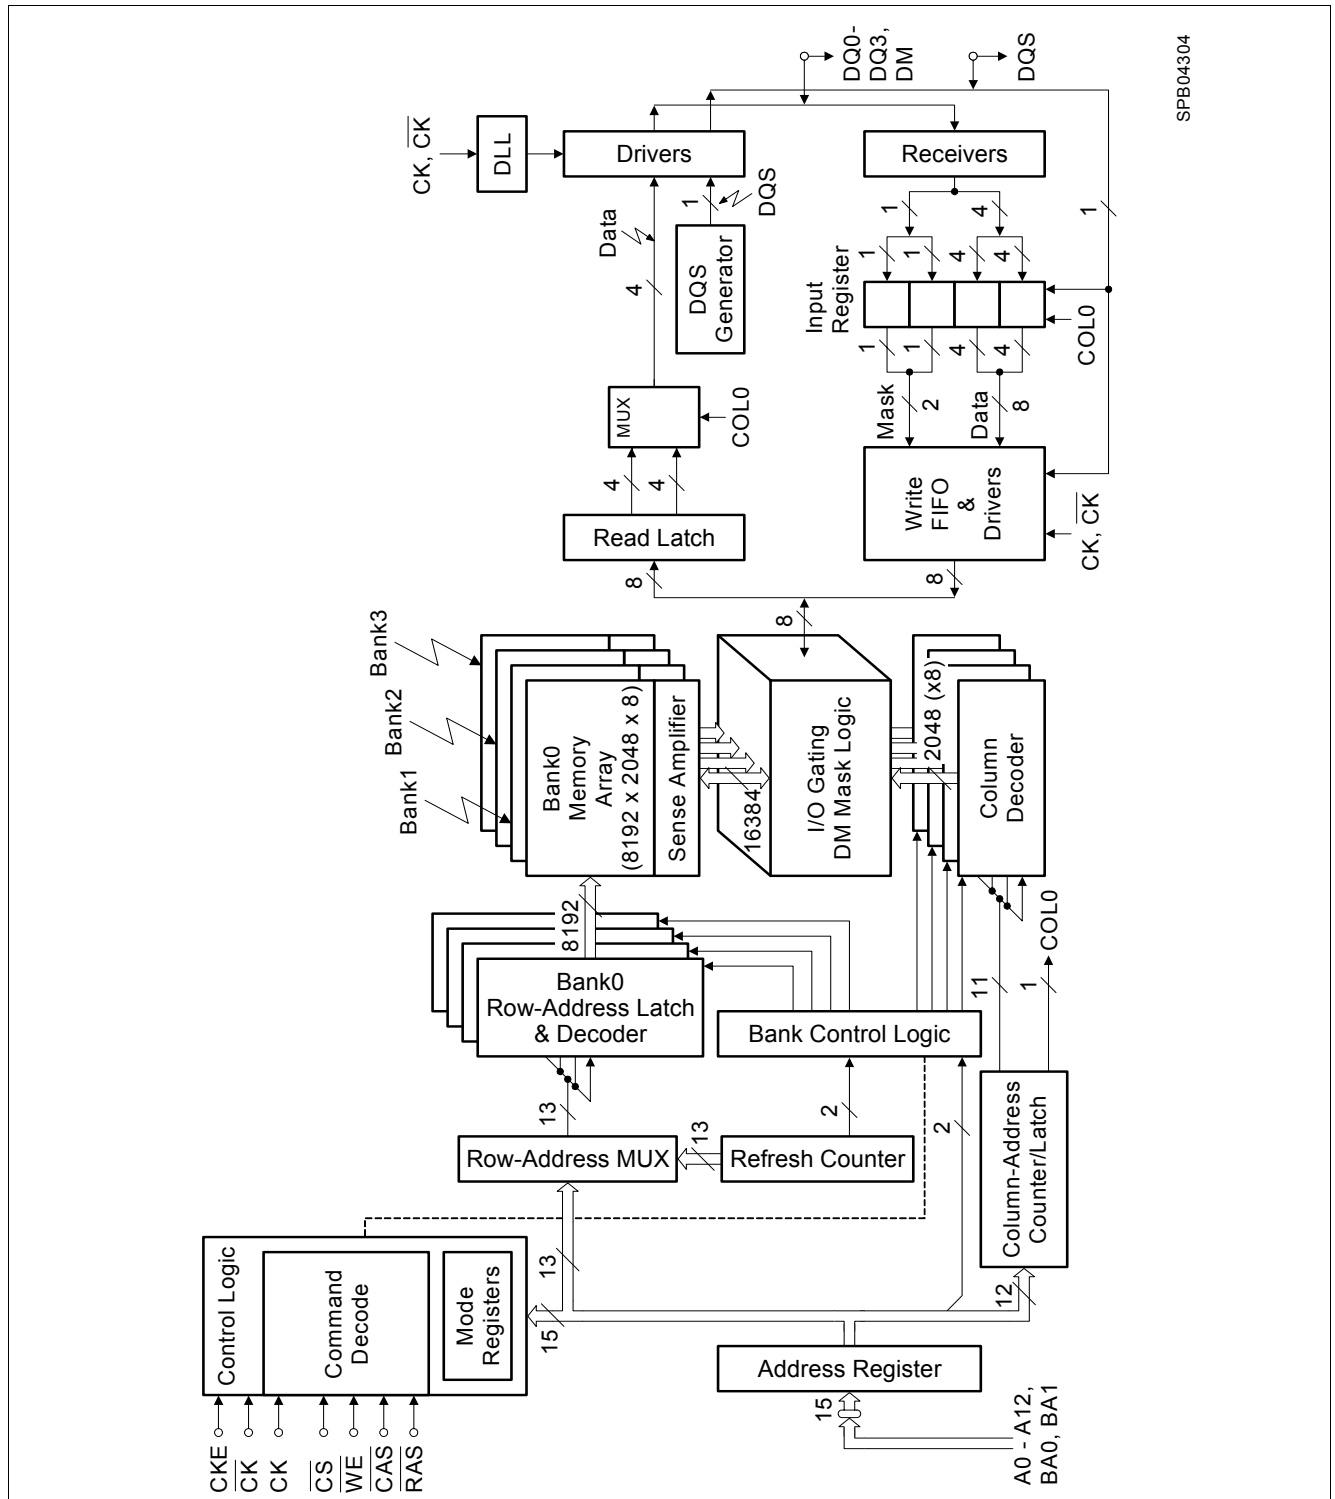 DQ0-
DQ3,
DM
DQS
SPB04304
CK, CK
DLL
Drivers
Receivers
1
DQS
Data
4
DQS
Generator
1
4
1
1
1
4
4
Input
Register
COL0
1
1
4
4
MUX
COL0
Mask
2
Data
8
4
4
Read Latch
Write
FIFO
&
Drivers
CK, CK
8
8
8
Bank3
Bank2
Bank1
Bank0
Memory
Array
(8192 x 2048 x 8)
Sense Amplifier
16384
I/O Gating
DM Mask Logic
2048 (x8)
Column
Decoder
8192
Bank0
Row-Address Latch
& Decoder
Bank Control Logic
11
1
COL0
13
2
2
Row-Address MUX
13
Refresh Counter
Column-Address
Counter/Latch
Control Logic
Command
Decode
Mode
Registers
13
15
12
Address Register
15
A0 - A12,
BA0, BA1
CKE
CK
CK
CS
WE
CAS
RAS